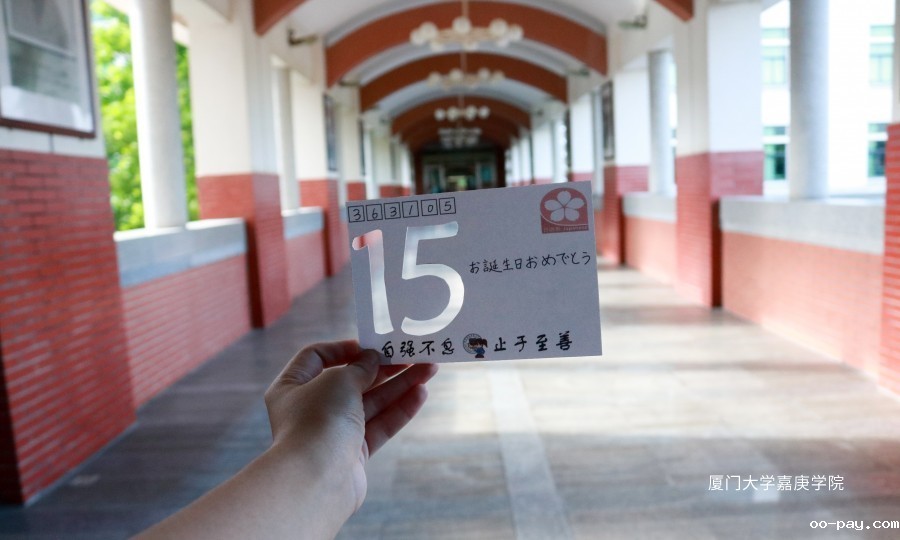 363105
15
お誕生日おめでとう
自强不息 止于至善
厦门大学嘉庚学院
oo-pay.com